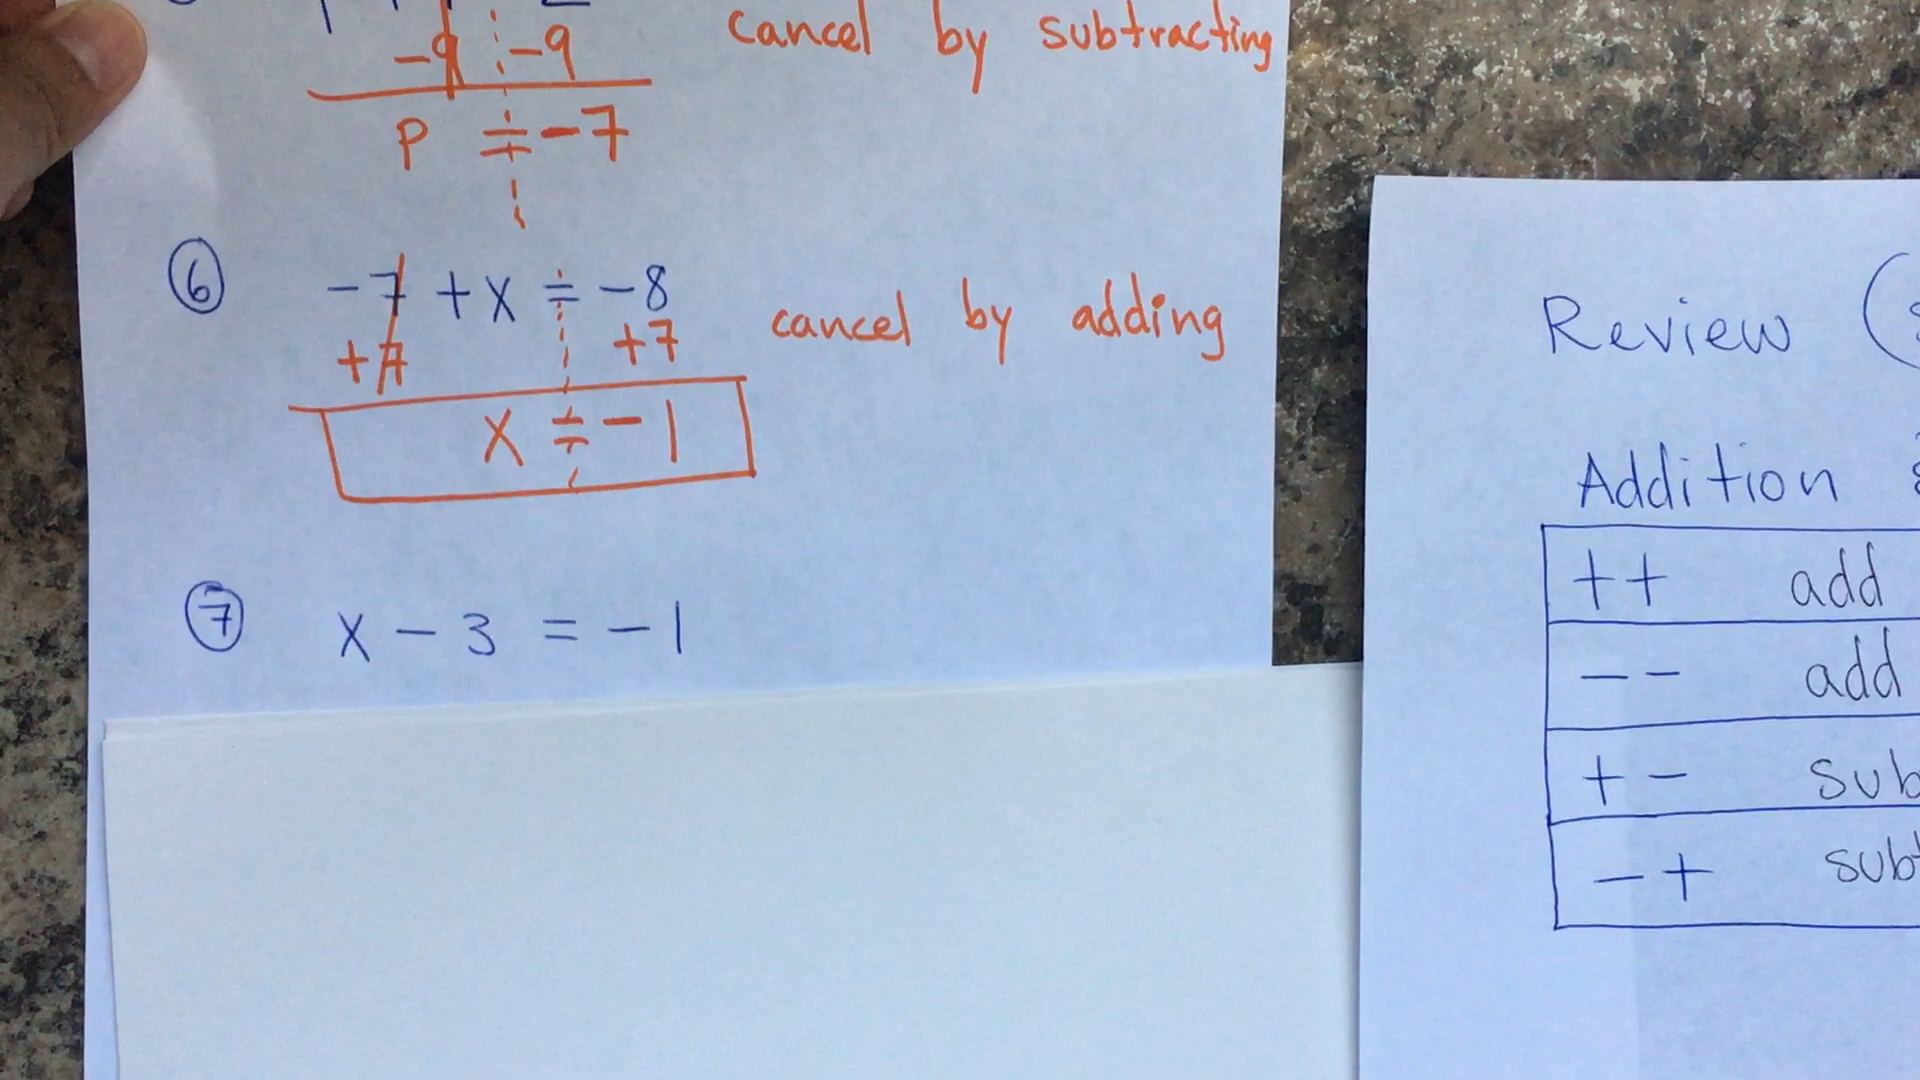 -9 -9 cancel by subtracting
p = -7
6 -7 + x = -8
+7 +7 cancel by adding
x = -1
7 x - 3 = -1
Review (
Addition
++ add
-- add
+-
-+